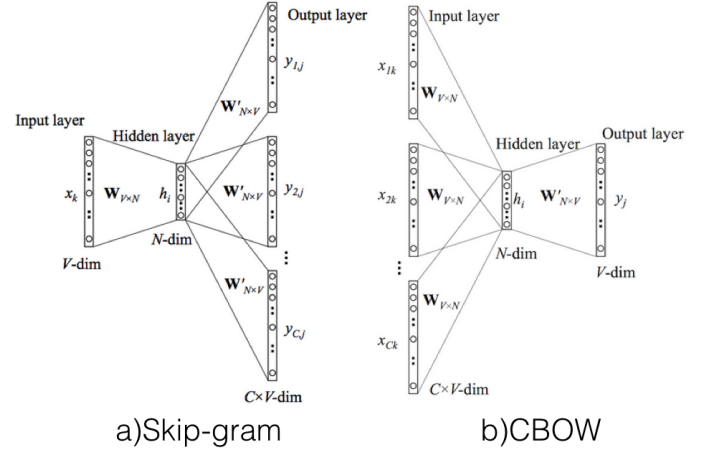 Output layer
y1,j
W'N×V
Input layer
Hidden layer
xk
WV×N
hi
W'N×V
y2,j
N-dim
V-dim
W'N×V
yC,j
C×V-dim
a)Skip-gram
Input layer
x1k
WV×N
Hidden layer
Output layer
x2k
WV×N
hi
W'N×V
yj
N-dim
V-dim
WV×N
xCk
C×V-dim
b)CBOW